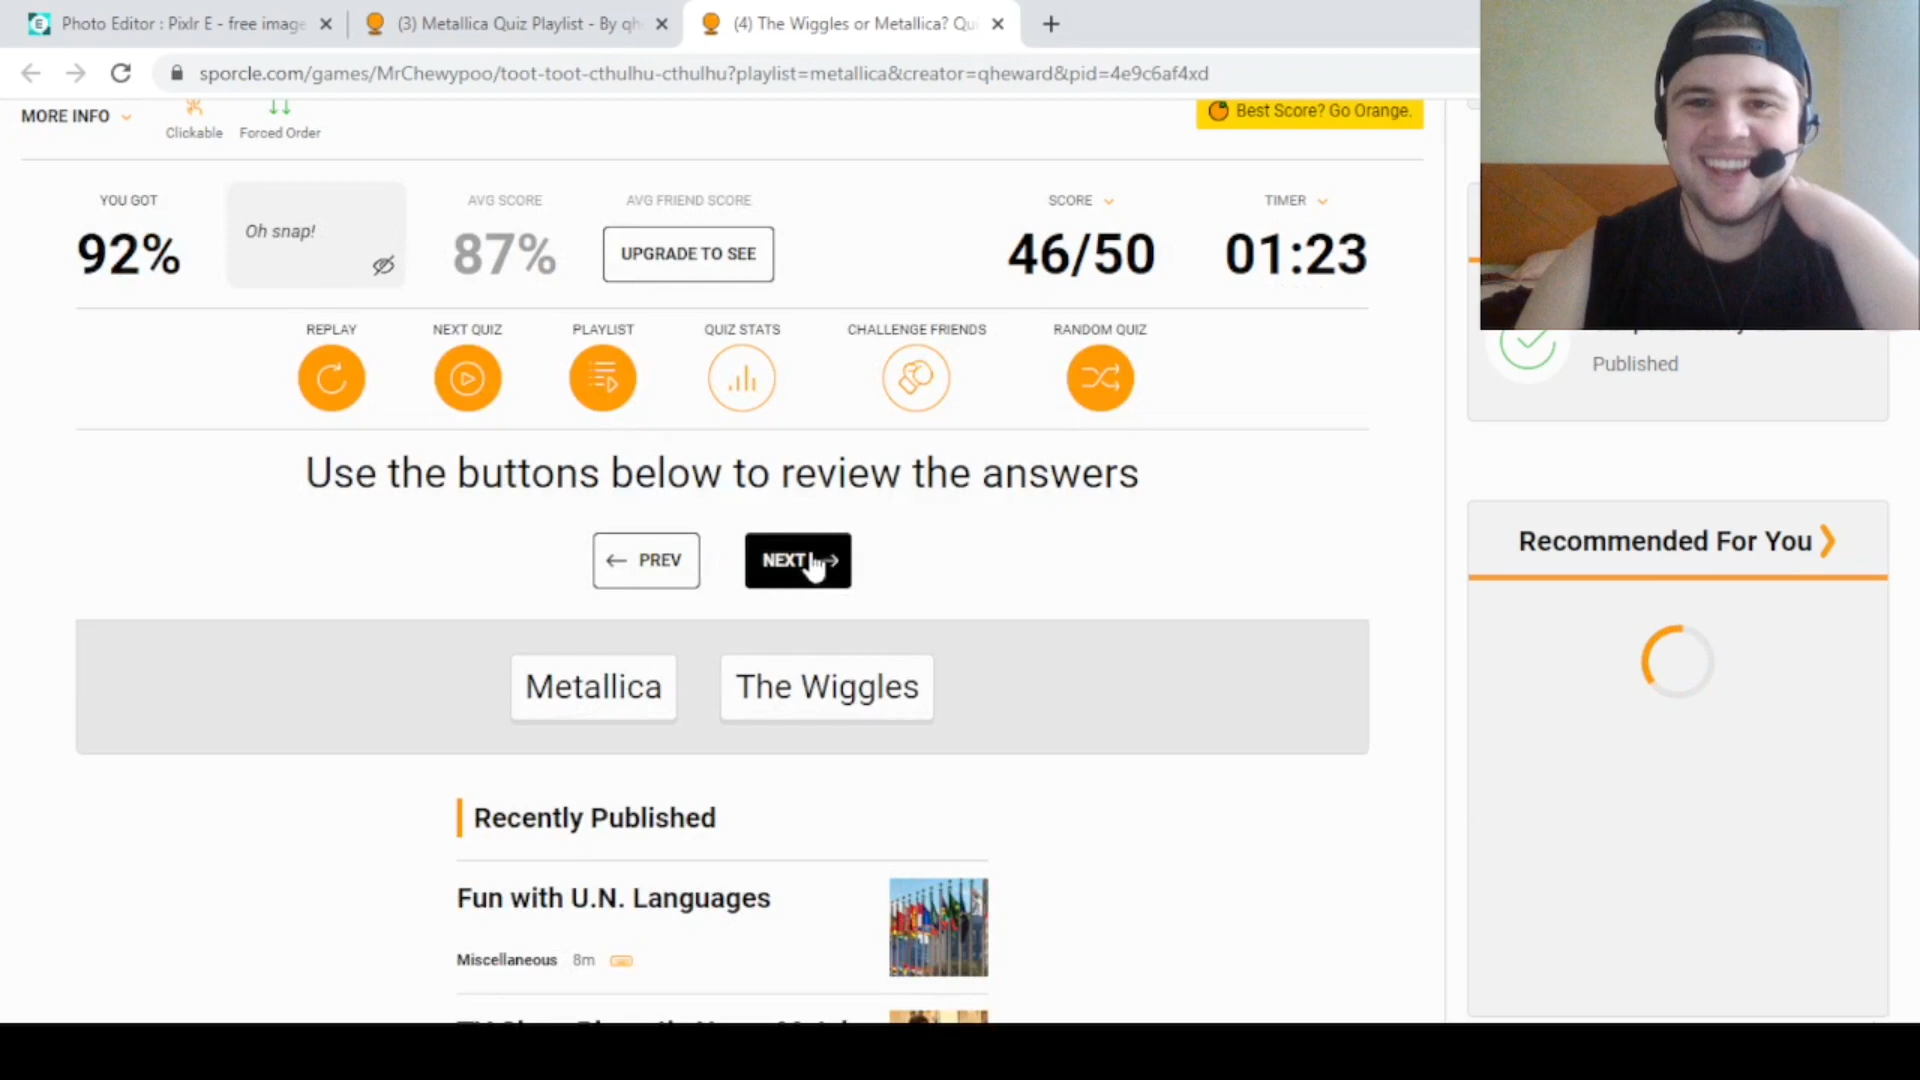 Photo Editor : Pixlr E - free image
(3) Metallica Quiz Playlist - By qh
(4) The Wiggles or Metallica? Qu
sporcle.com/games/MrChewypoo/toot-toot-cthulhu-cthulhu?playlist=metallica&creator=qheward&pid=4e9c6af4xd
MORE INFO
Clickable
Forced Order
Best Score? Go Orange.
YOU GOT
92%
Oh snap!
AVG SCORE
87%
AVG FRIEND SCORE
UPGRADE TO SEE
SCORE
46/50
TIMER
01:23
REPLAY
NEXT QUIZ
PLAYLIST
QUIZ STATS
CHALLENGE FRIENDS
RANDOM QUIZ
Published
Use the buttons below to review the answers
← PREV
NEXT →
Metallica
The Wiggles
Recommended For You
Recently Published
Fun with U.N. Languages
Miscellaneous 8m